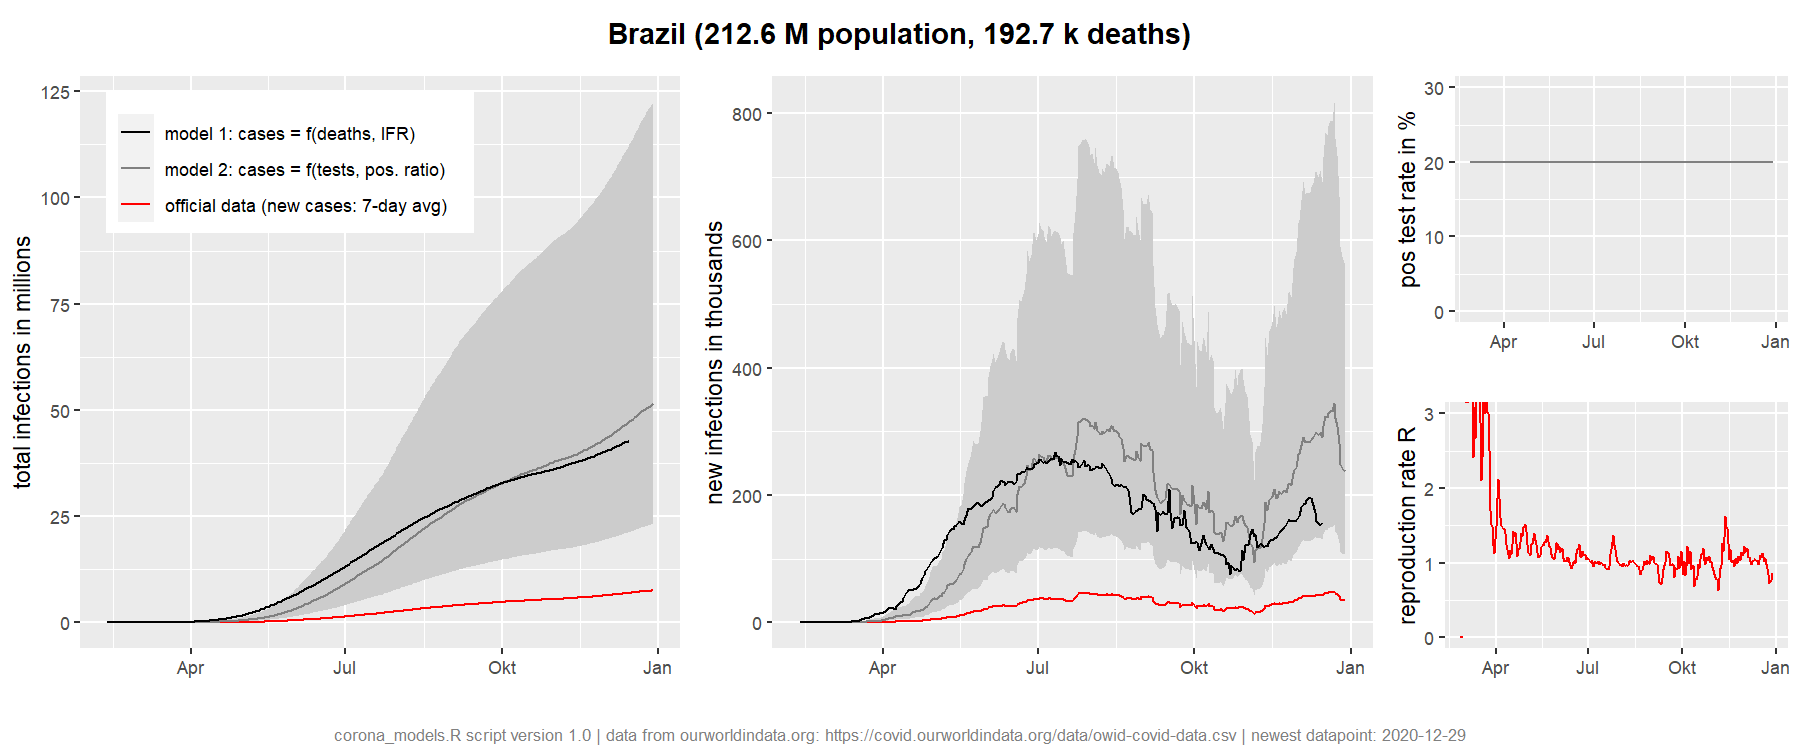 Brazil (212.6 M population, 192.7 k deaths)
total infections in millions
125
100
75
50
25
0
model 1: cases = f(deaths, IFR)
model 2: cases = f(tests, pos. ratio)
official data (new cases: 7-day avg)
Apr Jul Okt Jan
new infections in thousands
800
600
400
200
0
Apr Jul Okt Jan
pos test rate in %
30
20
10
0
Apr Jul Okt Jan
reproduction rate R
3
2
1
0
Apr Jul Okt Jan
corona_models.R script version 1.0 | data from ourworldindata.org: https://covid.ourworldindata.org/data/owid-covid-data.csv | newest datapoint: 2020-12-29